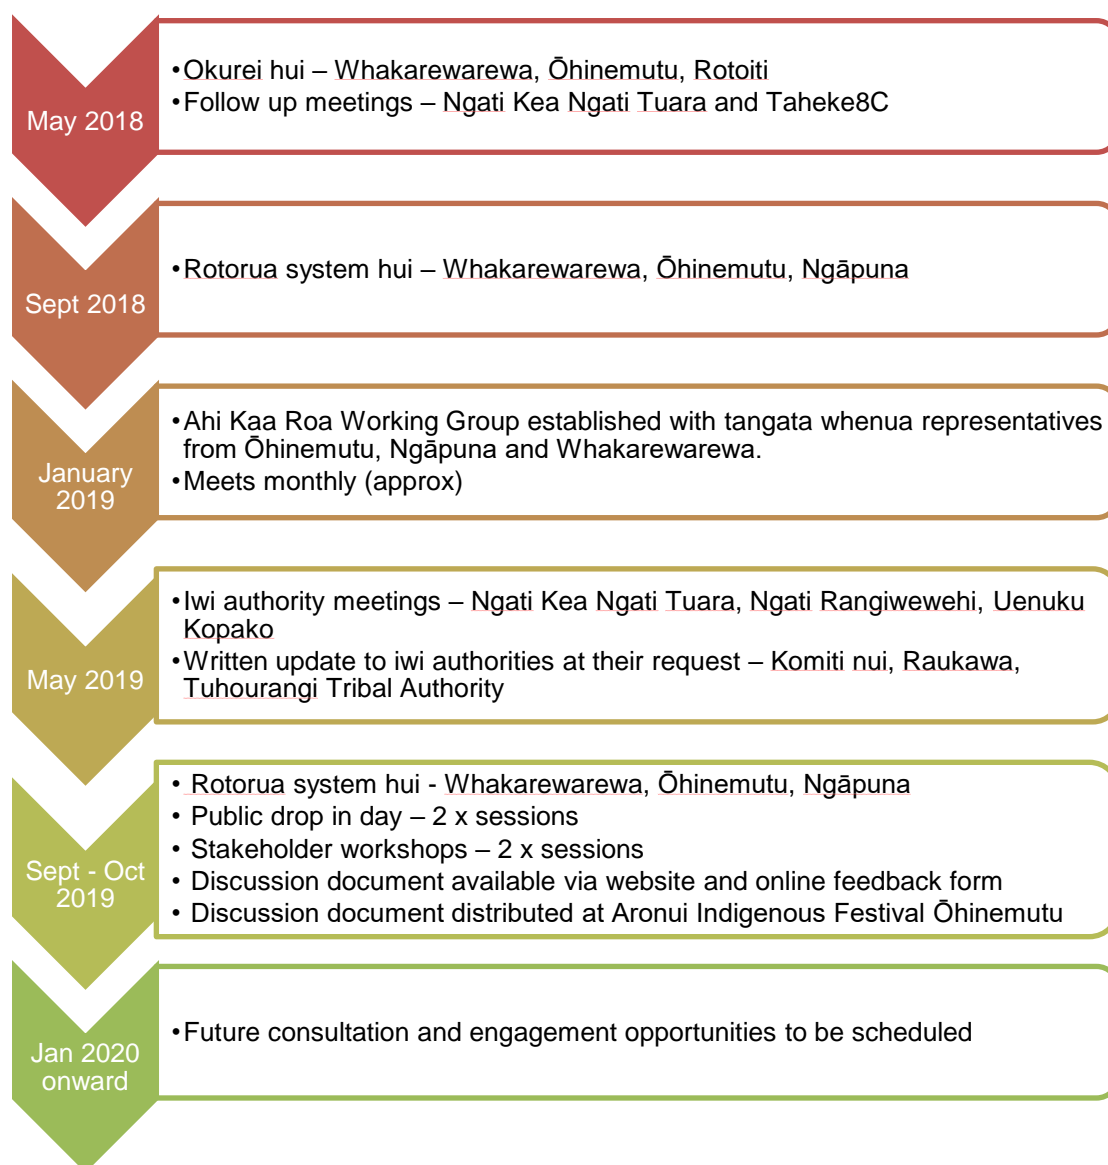 May 2018
•Okurei hui – Whakarewarewa, Ōhinemutu, Rotoiti
•Follow up meetings – Ngati Kea Ngati Tuara and Taheke8C
Sept 2018
•Rotorua system hui – Whakarewarewa, Ōhinemutu, Ngāpuna
January
2019
•Ahi Kaa Roa Working Group established with tangata whenua representatives
from Ōhinemutu, Ngāpuna and Whakarewarewa.
•Meets monthly (approx)
May 2019
•Iwi authority meetings – Ngati Kea Ngati Tuara, Ngati Rangiwewehi, Uenuku
Kopako
•Written update to iwi authorities at their request – Komiti nui, Raukawa,
Tuhourangi Tribal Authority
Sept - Oct
2019
• Rotorua system hui - Whakarewarewa, Ōhinemutu, Ngāpuna
• Public drop in day – 2 x sessions
• Stakeholder workshops – 2 x sessions
• Discussion document available via website and online feedback form
• Discussion document distributed at Aronui Indigenous Festival Ōhinemutu
Jan 2020
onward
•Future consultation and engagement opportunities to be scheduled